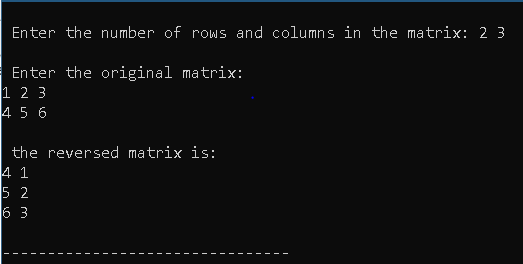 Enter the number of rows and columns in the matrix: 2 3
Enter the original matrix:
1 2 3
4 5 6
the reversed matrix is:
4 1
5 2
6 3
--------------------------------